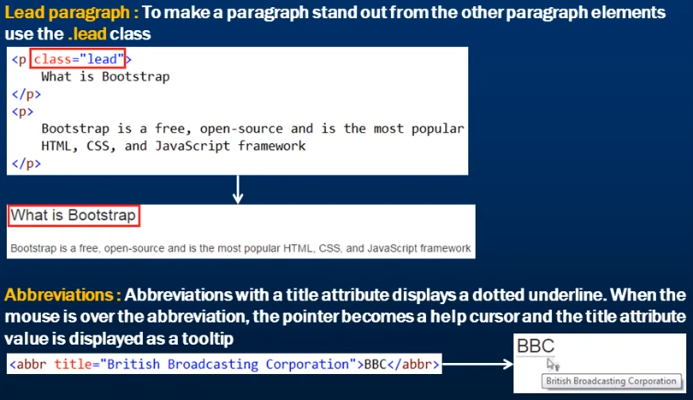 Lead paragraph : To make a paragraph stand out from the other paragraph elements
use the .lead class
<p class="lead">
What is Bootstrap
</p>
<p>
Bootstrap is a free, open-source and is the most popular
HTML, CSS, and JavaScript framework
</p>
What is Bootstrap
Bootstrap is a free, open-source and is the most popular HTML, CSS, and JavaScript framework
Abbreviations : Abbreviations with a title attribute displays a dotted underline. When the
mouse is over the abbreviation, the pointer becomes a help cursor and the title attribute
value is displayed as a tooltip
<abbr title="British Broadcasting Corporation">BBC</abbr>
BBC
British Broadcasting Corporation